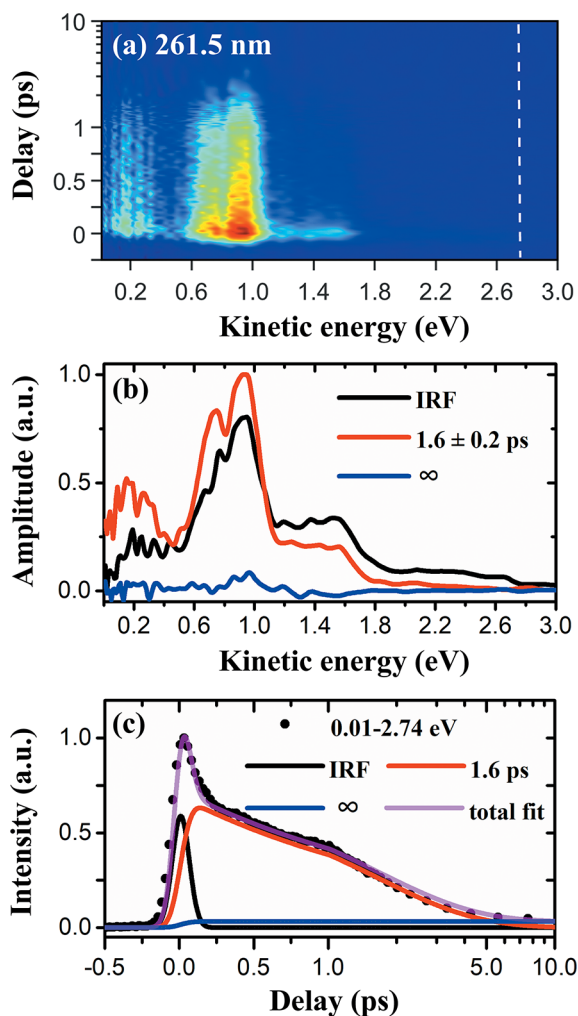 (a) 261.5 nm
Delay (ps)
10
1
0.5
0
0.2 0.6 1.0 1.4 1.8 2.2 2.6 3.0
Kinetic energy (eV)
(b)
IRF
1.6 ± 0.2 ps
∞
Amplitude (a.u.)
1.0
0.5
0.0
0.2 0.6 1.0 1.4 1.8 2.2 2.6 3.0
Kinetic energy (eV)
(c)
0.01-2.74 eV
IRF 1.6 ps
∞ total fit
Intensity (a.u.)
1.0
0.5
0.0
-0.5 0.0 0.5 1.0 5.0 10.0
Delay (ps)